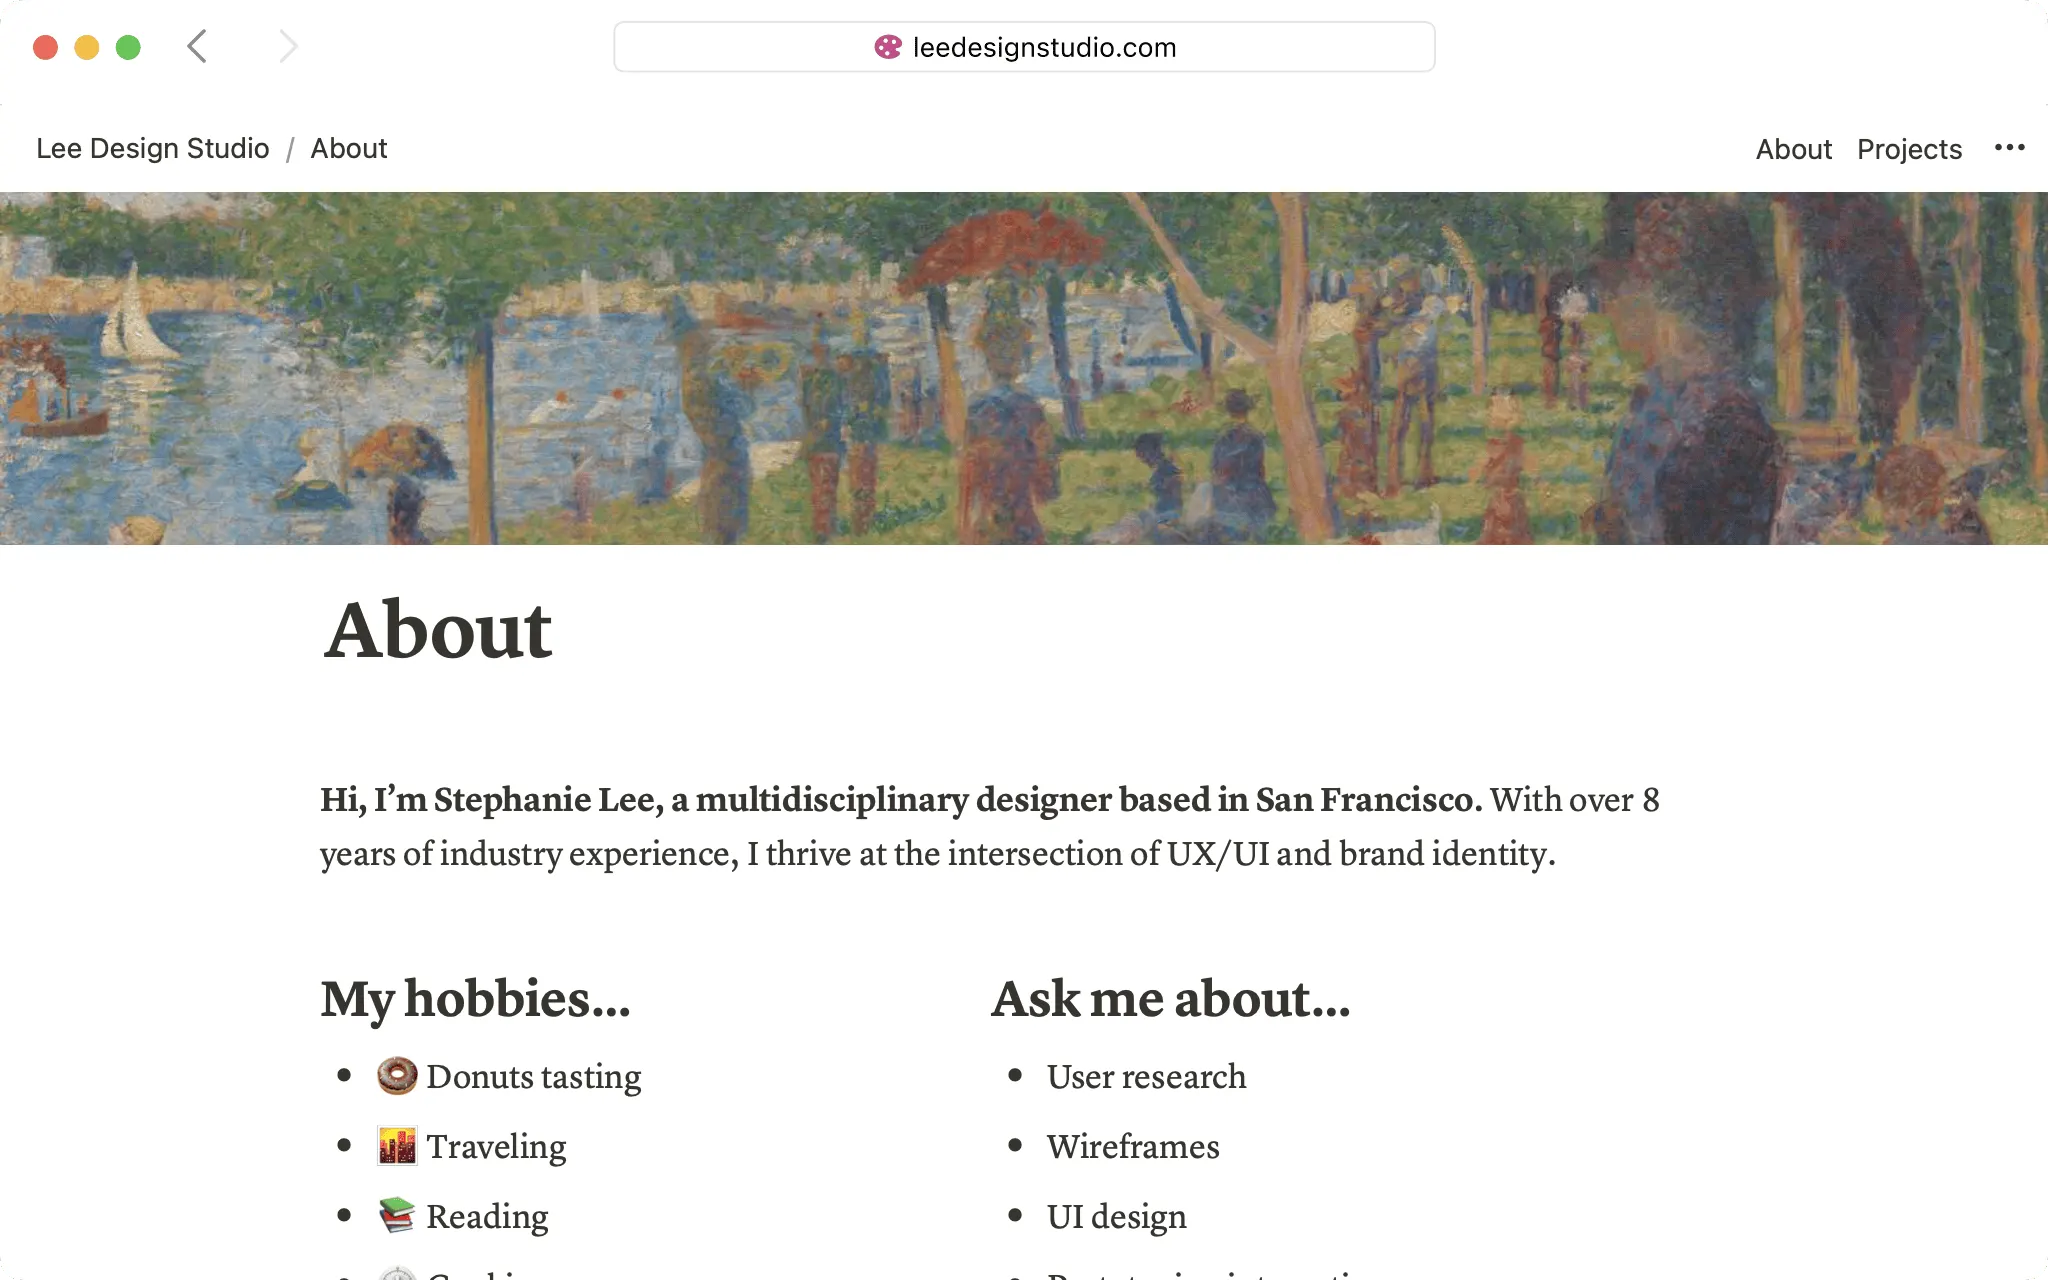 leedesignstudio.com
Lee Design Studio / About
About Projects •••
About
Hi, I’m Stephanie Lee, a multidisciplinary designer based in San Francisco. With over 8
years of industry experience, I thrive at the intersection of UX/UI and brand identity.
My hobbies...
• Donuts tasting
• Traveling
• Reading
Ask me about...
• User research
• Wireframes
• UI design